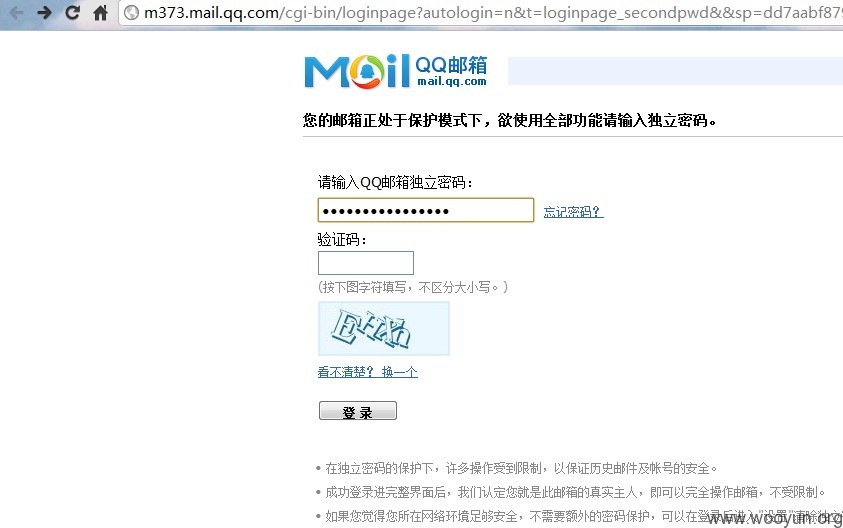 m373.mail.qq.com/cgi-bin/loginpage?autologin=n&t=loginpage_secondpwd&&sp=dd7aabf879
Mail QQ邮箱
mail.qq.com
您的邮箱正处于保护模式下，欲使用全部功能请输入独立密码。
请输入QQ邮箱独立密码：
忘记密码？
验证码：
(按下图字符填写，不区分大小写。)
看不清楚？ 换一个
登 录
• 在独立密码的保护下，许多操作受到限制，以保证历史邮件及帐号的安全。
• 成功登录进完整界面后，我们认定您就是此邮箱的真实主人，即可以完全操作邮箱，不受限制。
• 如果您觉得您所在网络环境足够安全，不需要额外的密码保护，可以在登录后进入"设置"清除独立
www.wooyun.org